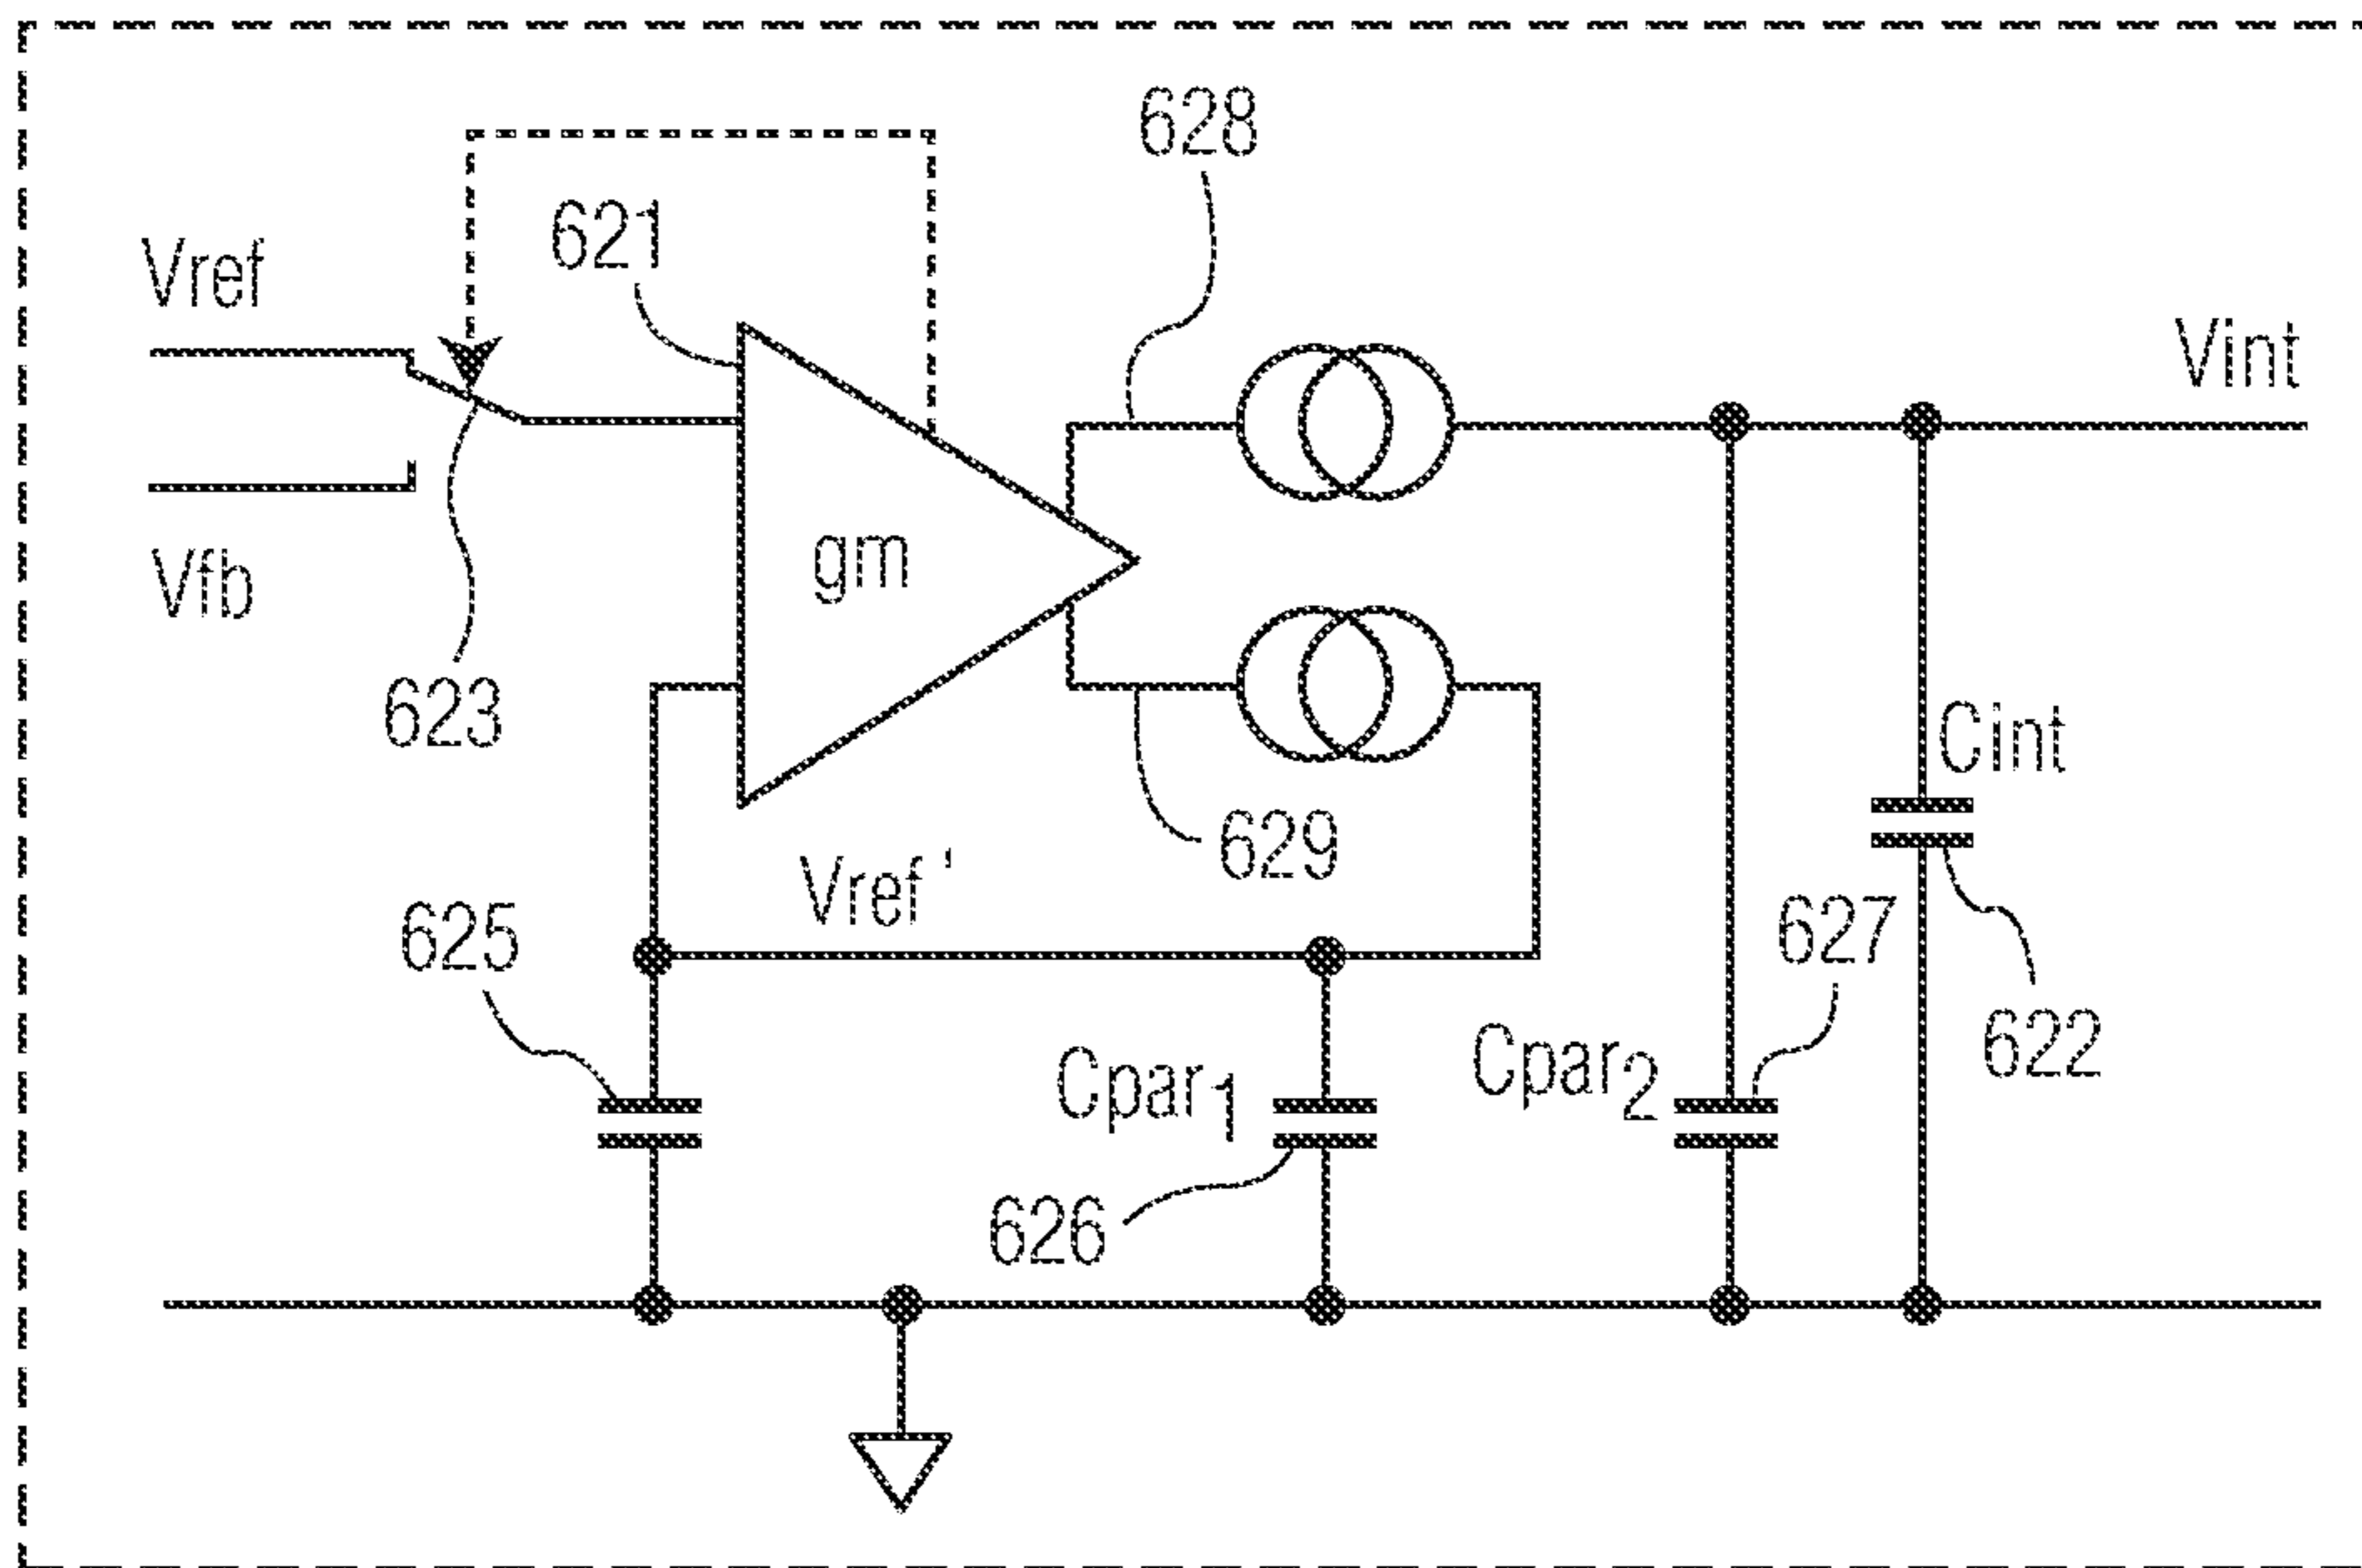 628
621
Vref
Vint
Vfb
gm
623
Cint
629
Vref '
625
627
Cpar1
Cpar2
622
626